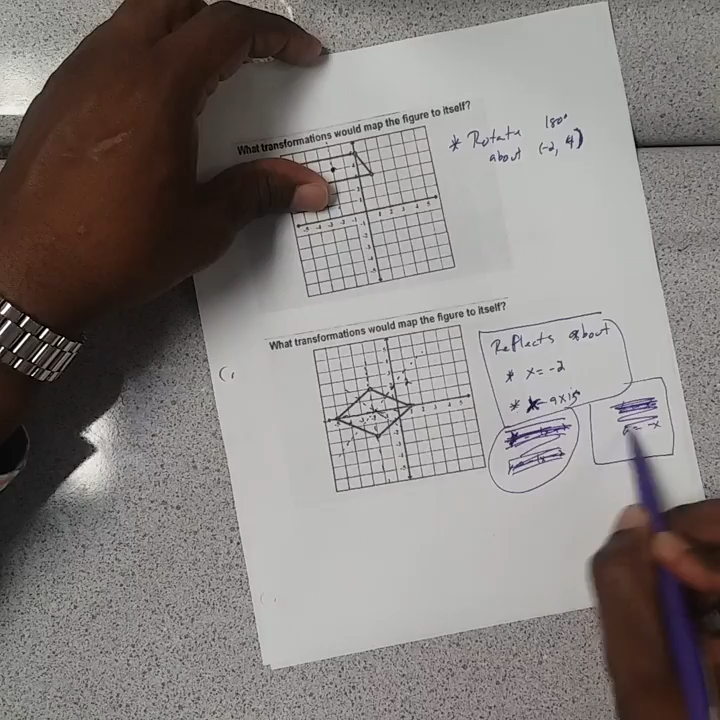 What transformations would map the figure to itself?
* Rotate 180°
about (-2, 4)
What transformations would map the figure to itself?
Reflects about
* x = -2
* x-axis